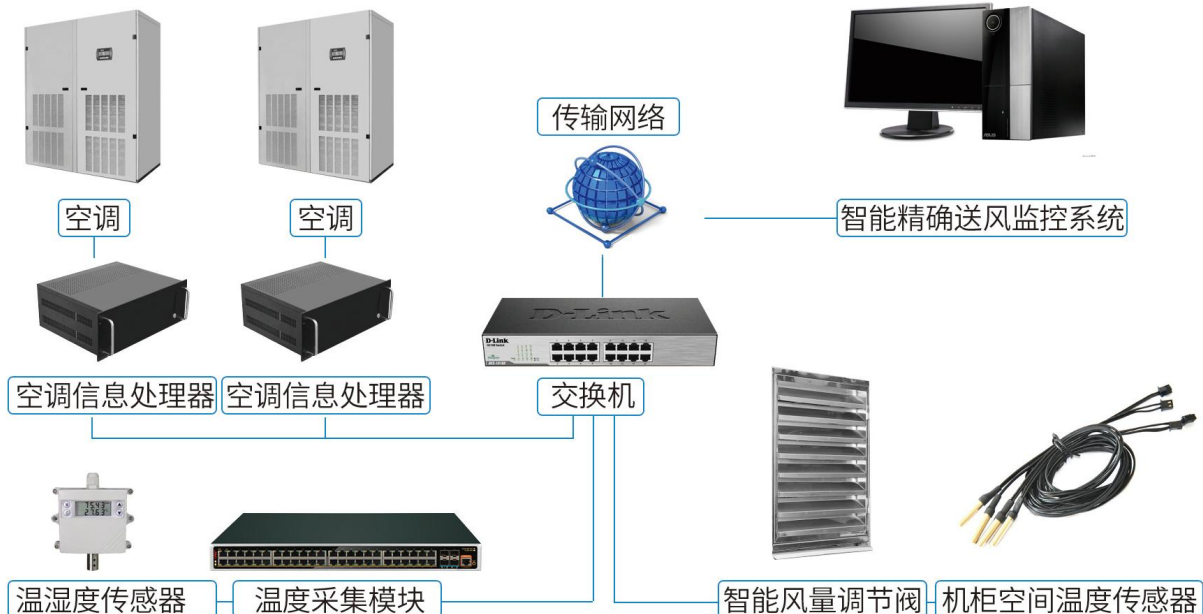 传输网络
空调
空调
智能精确送风监控系统
D-Link
D-Link
空调信息处理器
空调信息处理器
交换机
温湿度传感器
温度采集模块
智能风量调节阀
机柜空间温度传感器